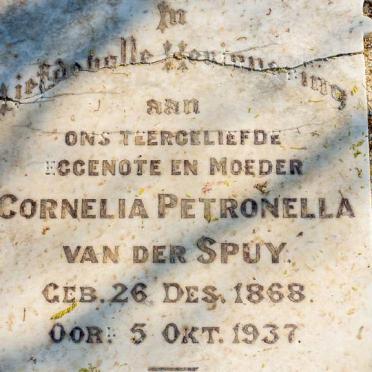 In
Liefdevolle Herinnering
aan
ONS TEERGELIEFDE
EGGENOTE EN MOEDER
CORNELIA PETRONELLA
VAN DER SPUY.
GEB. 26 DES. 1868.
OORL 5 OKT. 1937.